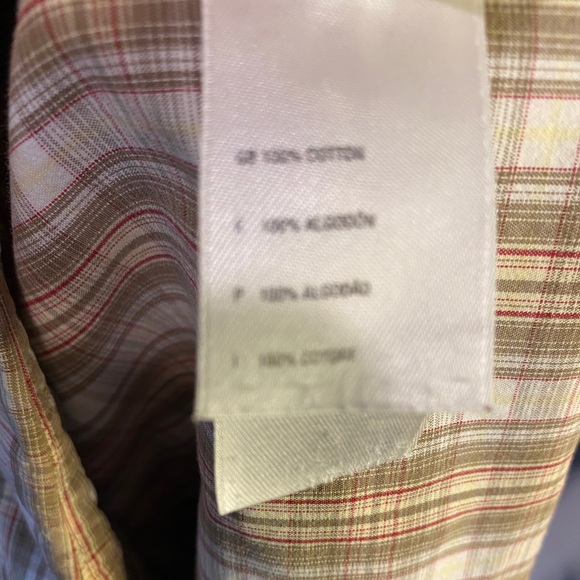 GB 100% COTTON
E 100% ALGODÓN
P 100% ALGODÃO
I 100% COTONE